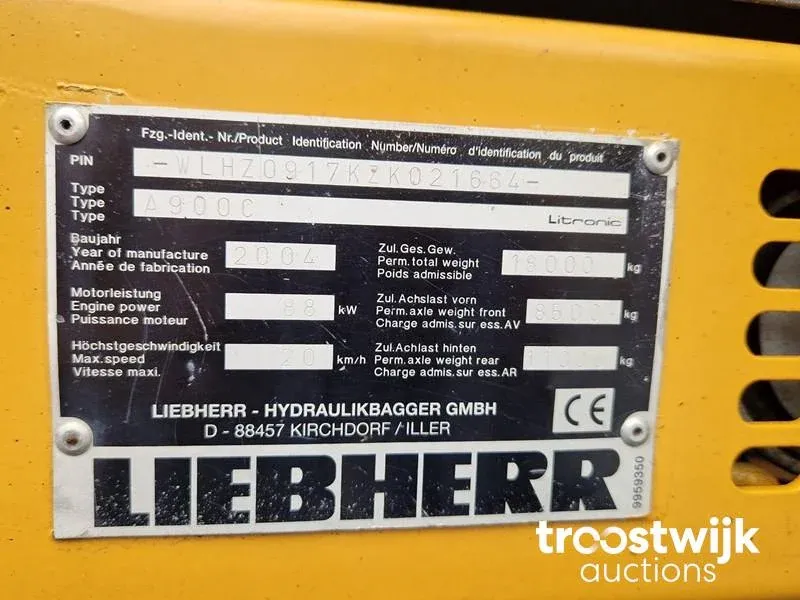 Fzg.-Ident.- Nr./Product Identification Number/Numéro d'identification du produit
PIN -WLHZ0917KZK021664-
Type
Type A900C Litronic
Type
Baujahr
Year of manufacture 2004
Année de fabrication
Zul.Ges.Gew.
Perm.total weight 18000 kg
Poids admissible
Motorleistung
Engine power 88 kW
Puissance moteur
Zul.Achslast vorn
Perm.axle weight front 8500 kg
Charge admis.sur ess.AV
Höchstgeschwindigkeit
Max.speed 20 km/h
Vitesse maxi.
Zul.Achslast hinten
Perm.axle weight rear kg
Charge admis.sur ess.AR
LIEBHERR - HYDRAULIKBAGGER GMBH
D - 88457 KIRCHDORF / ILLER
CE
LIEBHERR
9959350
troostwijk
auctions